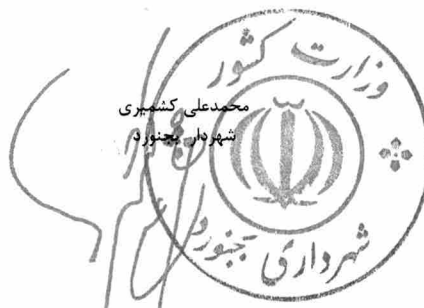 وزارت کشور
محمدعلی کشمیری
شهردار بجنورد
شهرداری بجنورد